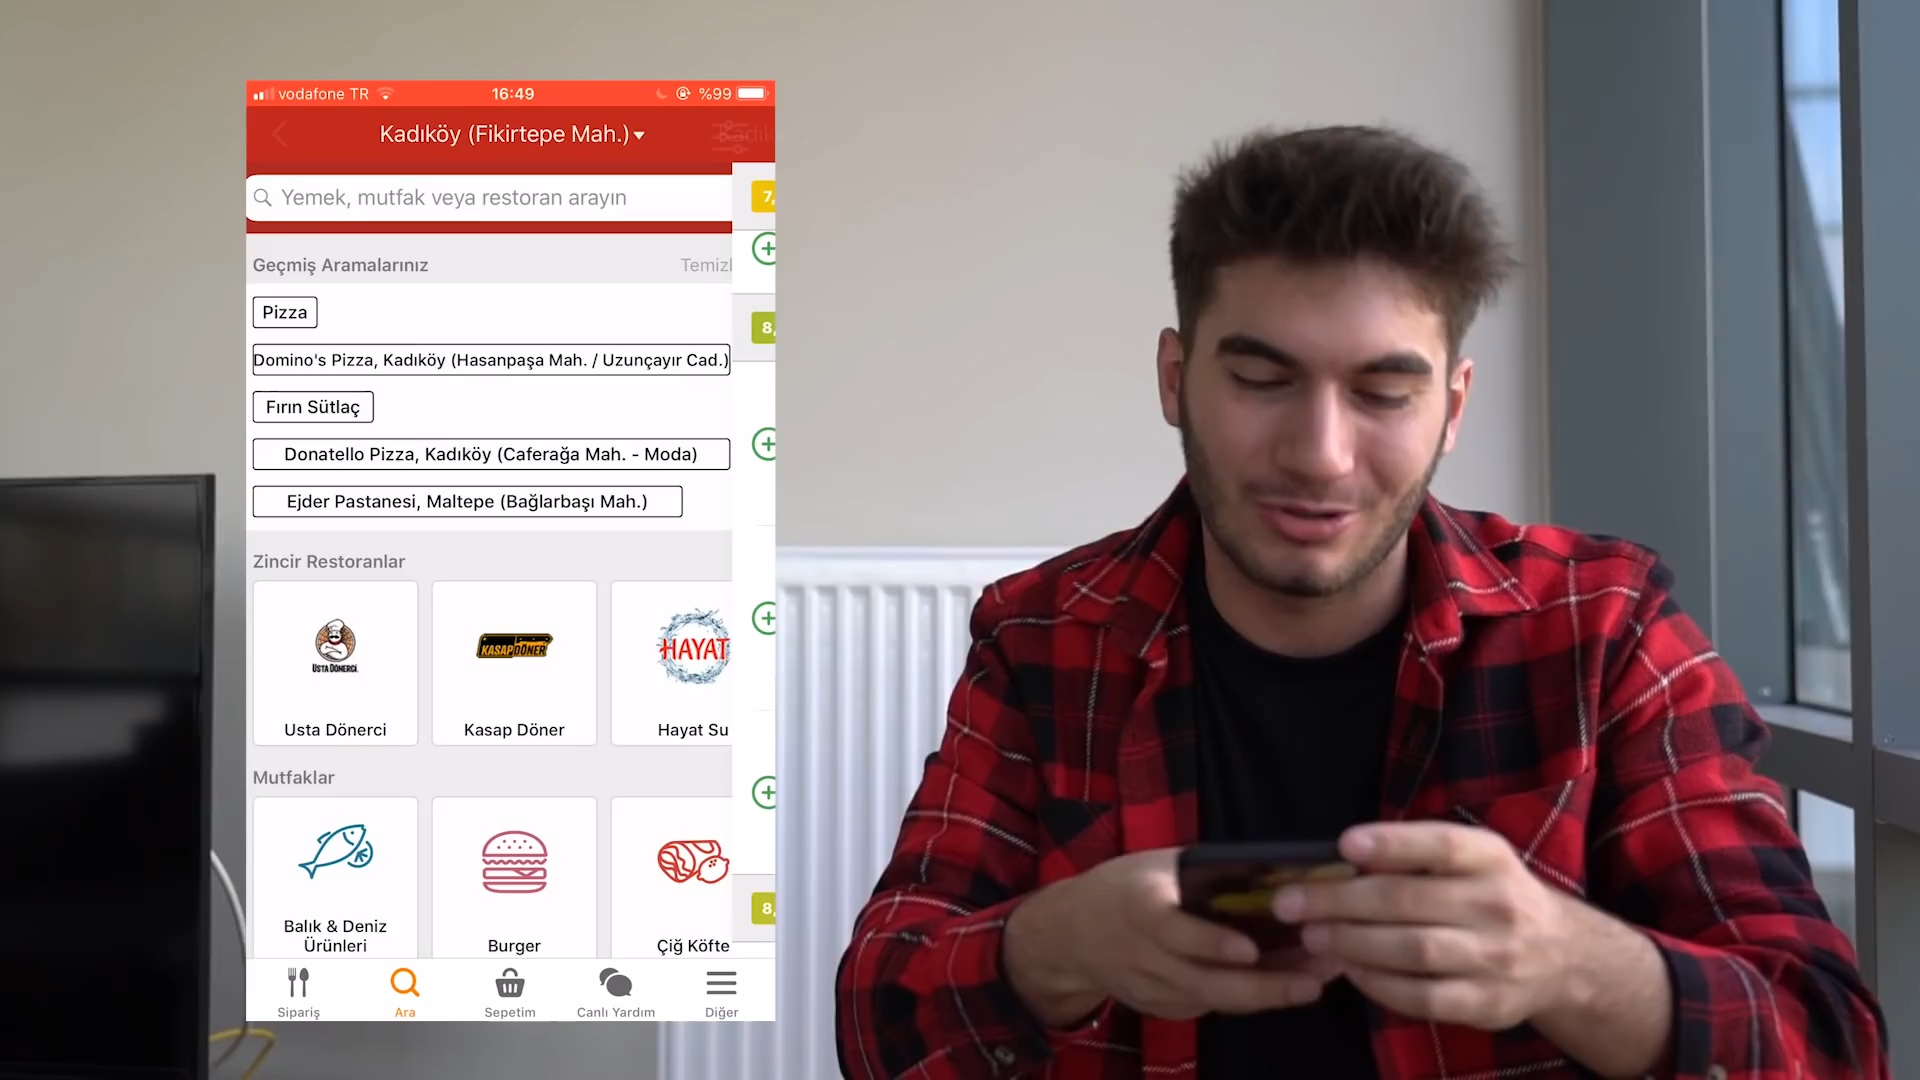 vodafone TR 16:49 %99
Kadıköy (Fikirtepe Mah.)
Yemek, mutfak veya restoran arayın
7,
Geçmiş Aramalarınız Temizl
Pizza
8,
Domino's Pizza, Kadıköy (Hasanpaşa Mah. / Uzunçayır Cad.)
Fırın Sütlaç
Donatello Pizza, Kadıköy (Caferağa Mah. - Moda)
Ejder Pastanesi, Maltepe (Bağlarbaşı Mah.)
Zincir Restoranlar
USTA DÖNERCİ
KASAP DÖNER
HAYAT
Usta Dönerci Kasap Döner Hayat Su
Mutfaklar
8,
Balık & Deniz
Ürünleri
Burger
Çiğ Köfte
Sipariş Ara Sepetim Canlı Yardım Diğer